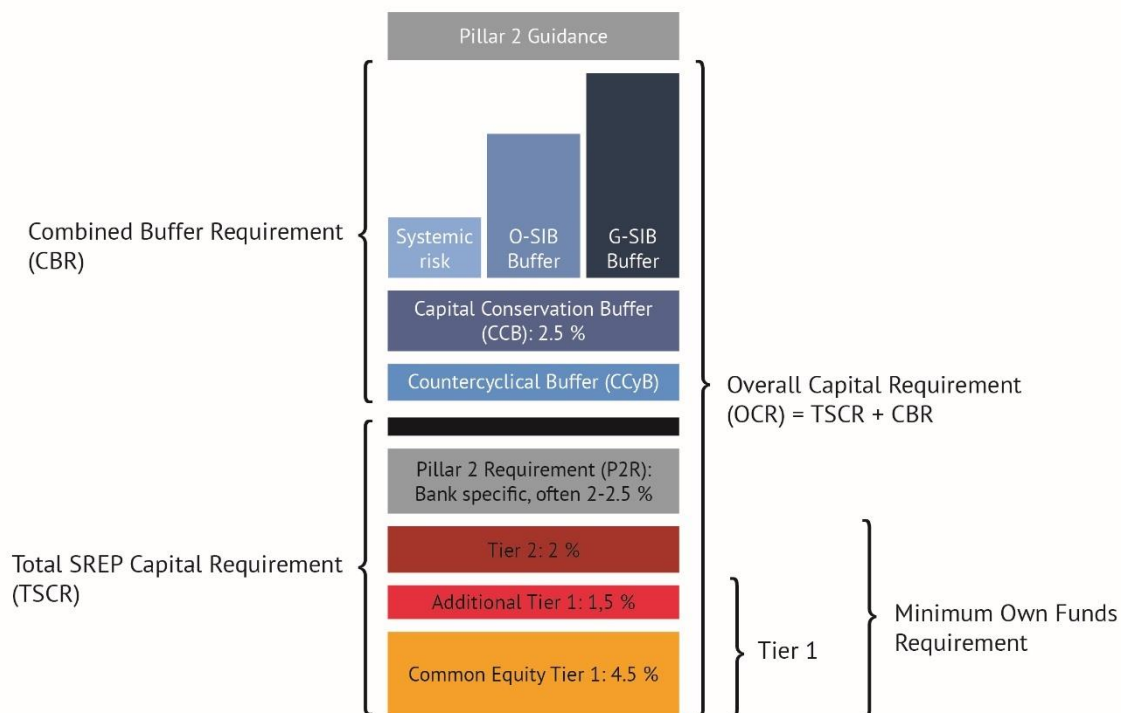 Pillar 2 Guidance
Combined Buffer Requirement
(CBR)
Systemic
risk
O-SIB
Buffer
G-SIB
Buffer
Capital Conservation Buffer
(CCB): 2.5 %
Countercyclical Buffer (CCyB)
Overall Capital Requirement
(OCR) = TSCR + CBR
Pillar 2 Requirement (P2R):
Bank specific, often 2-2.5 %
Total SREP Capital Requirement
(TSCR)
Tier 2: 2 %
Additional Tier 1: 1,5 %
Common Equity Tier 1: 4.5 %
Tier 1
Minimum Own Funds
Requirement